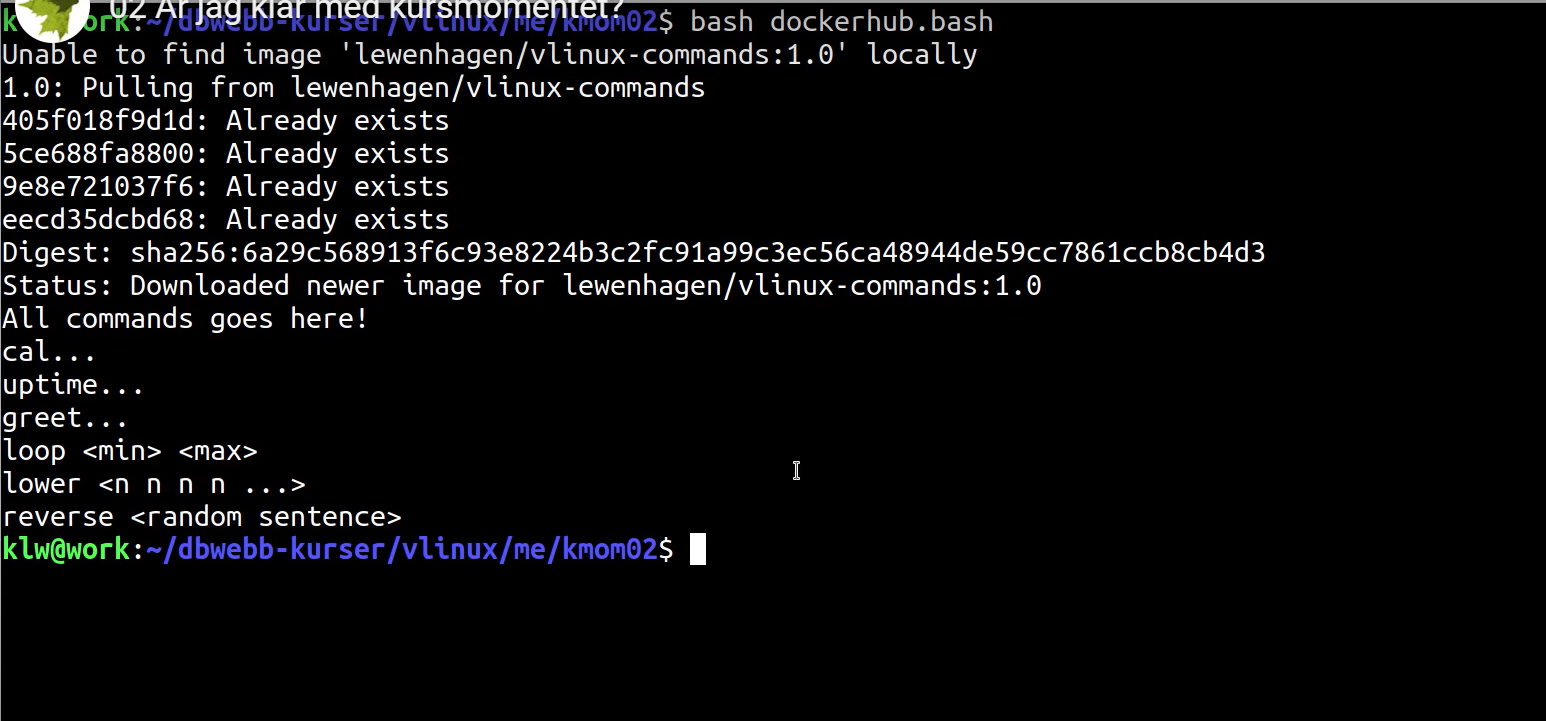 02 Är jag klar med kursmomentet?
klw@work:~/dbwebb-kurser/vlinux/me/kmom02$ bash dockerhub.bash
Unable to find image 'lewenhagen/vlinux-commands:1.0' locally
1.0: Pulling from lewenhagen/vlinux-commands
405f018f9d1d: Already exists
5ce688fa8800: Already exists
9e8e721037f6: Already exists
eecd35dcbd68: Already exists
Digest: sha256:6a29c568913f6c93e8224b3c2fc91a99c3ec56ca48944de59cc7861ccb8cb4d3
Status: Downloaded newer image for lewenhagen/vlinux-commands:1.0
All commands goes here!
cal...
uptime...
greet...
loop <min> <max>
lower <n n n n ...>
reverse <random sentence>
klw@work:~/dbwebb-kurser/vlinux/me/kmom02$